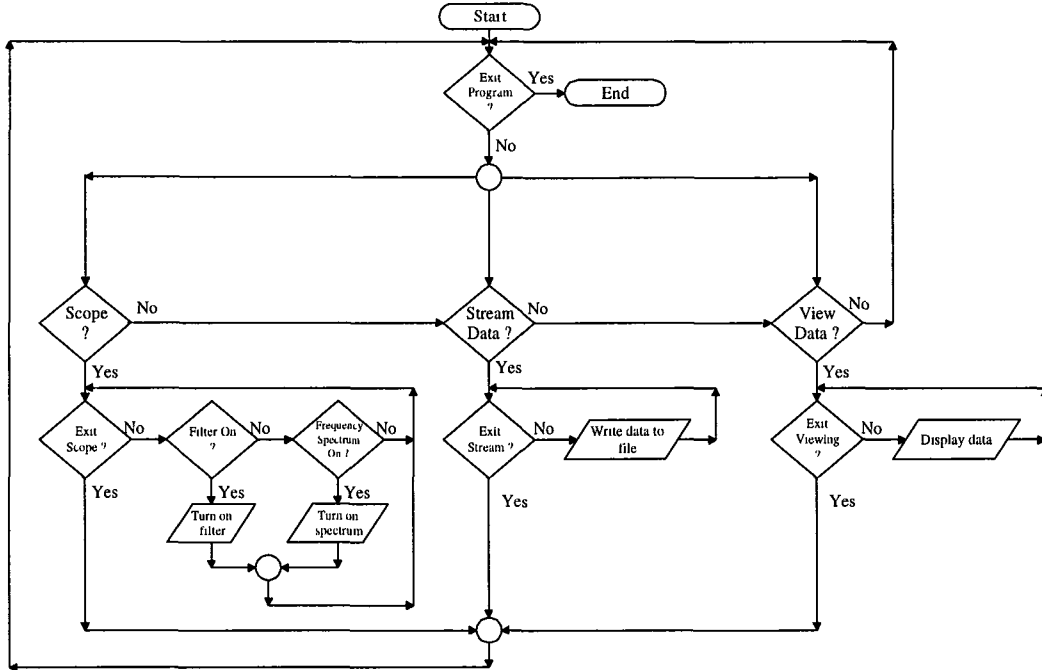 Start
Exit
Program
?
Yes
End
No
Scope
?
No
Stream
Data ?
No
View
Data ?
No
Yes
Yes
Yes
Exit
Scope ?
No
Filter On
?
No
Frequency
Spectrum
On ?
No
Exit
Stream ?
No
Write data to
file
Exit
Viewing
?
No
Display data
Yes
Yes
Yes
Yes
Yes
Turn on
filter
Turn on
spectrum